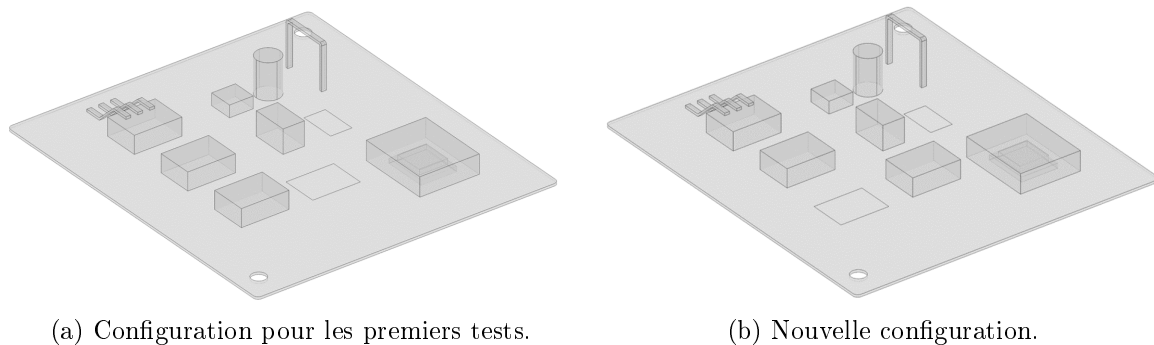 (a) Configuration pour les premiers tests.
(b) Nouvelle configuration.